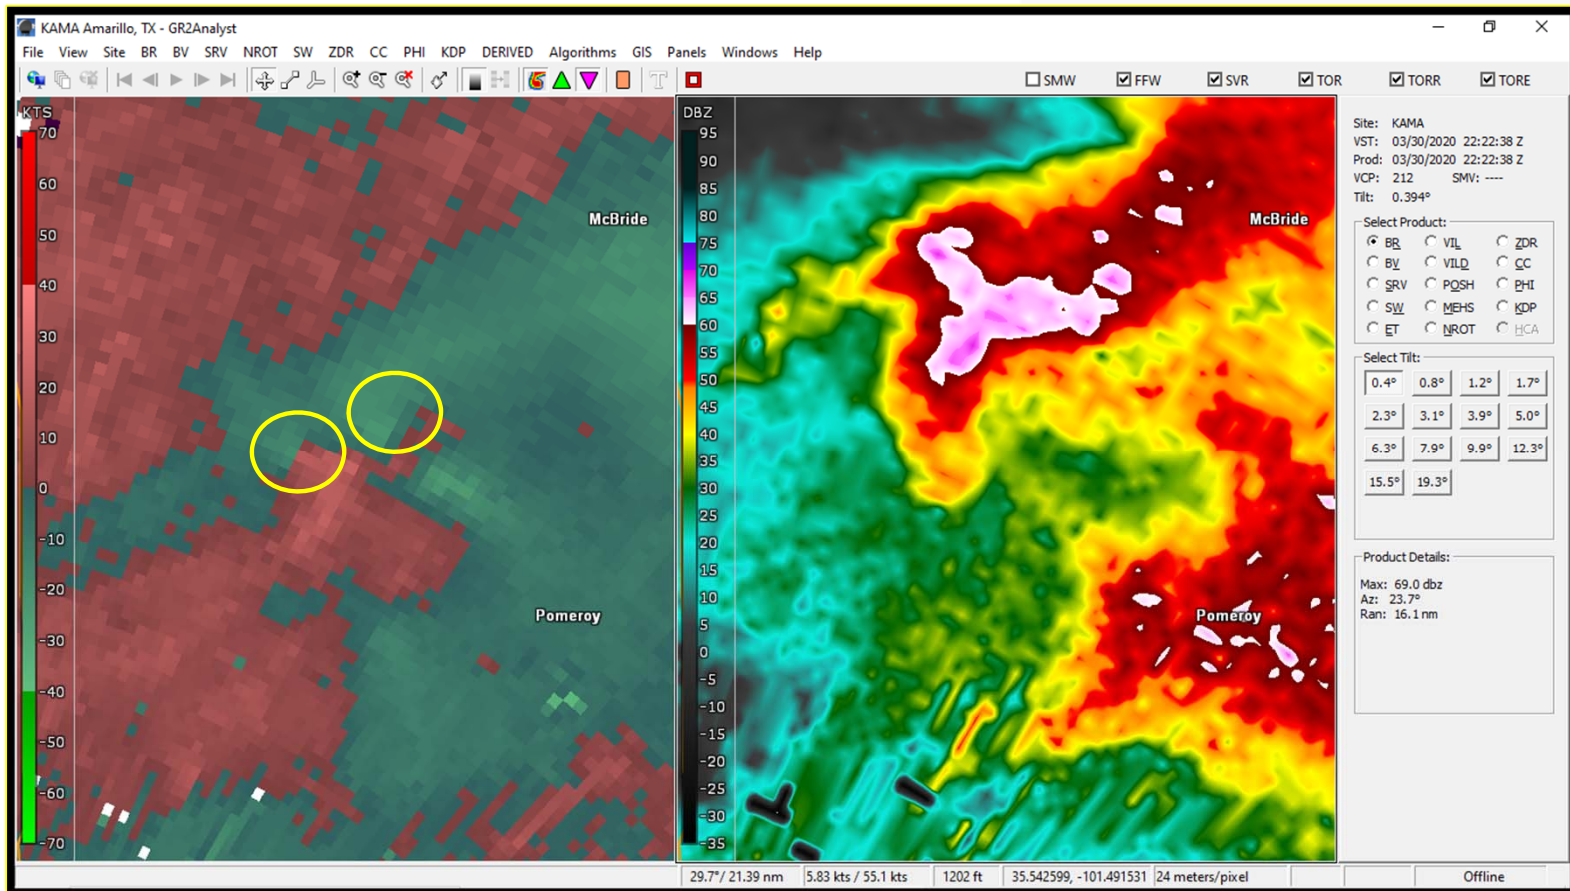 KAMA Amarillo, TX - GR2Analyst
File View Site BR BV SRV NROT SW ZDR CC PHI KDP DERIVED Algorithms GIS Panels Windows Help
SMW FFW SVR TOR TORR TORE
KTS
70
60
50
40
30
20
10
0
-10
-20
-30
-40
-50
-60
-70
McBride
Pomeroy
DBZ
95
90
85
80
75
70
65
60
55
50
45
40
35
30
25
20
15
10
5
0
-5
-10
-15
-20
-25
-30
-35
McBride
Pomeroy
Site: KAMA
VST: 03/30/2020 22:22:38 Z
Prod: 03/30/2020 22:22:38 Z
VCP: 212 SMV: ----
Tilt: 0.394°
Select Product:
BR VIL ZDR
BV VILD CC
SRV POSH PHI
SW MEHS KDP
ET NROT HCA
Select Tilt:
0.4° 0.8° 1.2° 1.7°
2.3° 3.1° 3.9° 5.0°
6.3° 7.9° 9.9° 12.3°
15.5° 19.3°
Product Details:
Max: 69.0 dbz
Az: 23.7°
Ran: 16.1 nm
29.7°/ 21.39 nm 5.83 kts / 55.1 kts 1202 ft 35.542599, -101.491531 24 meters/pixel Offline